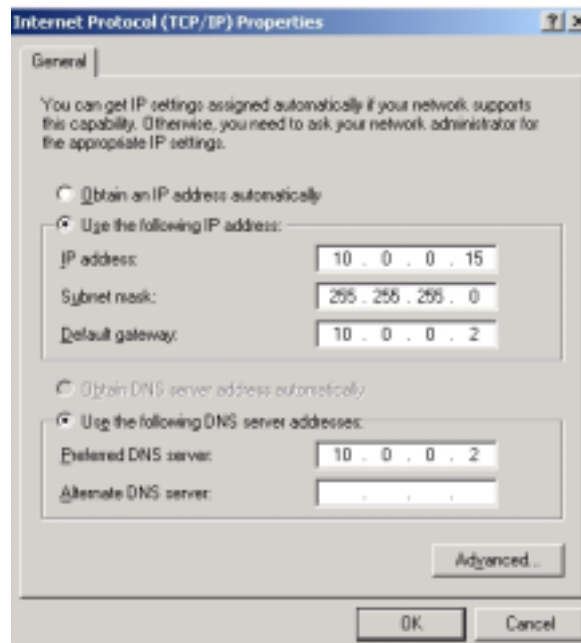 Internet Protocol (TCP/IP) Properties
General
You can get IP settings assigned automatically if your network supports
this capability. Otherwise, you need to ask your network administrator for
the appropriate IP settings.
Obtain an IP address automatically
Use the following IP address:
IP address: 10 . 0 . 0 . 15
Subnet mask: 255 . 255 . 255 . 0
Default gateway: 10 . 0 . 0 . 2
Obtain DNS server address automatically
Use the following DNS server addresses:
Preferred DNS server: 10 . 0 . 0 . 2
Alternate DNS server: . . .
Advanced...
OK Cancel